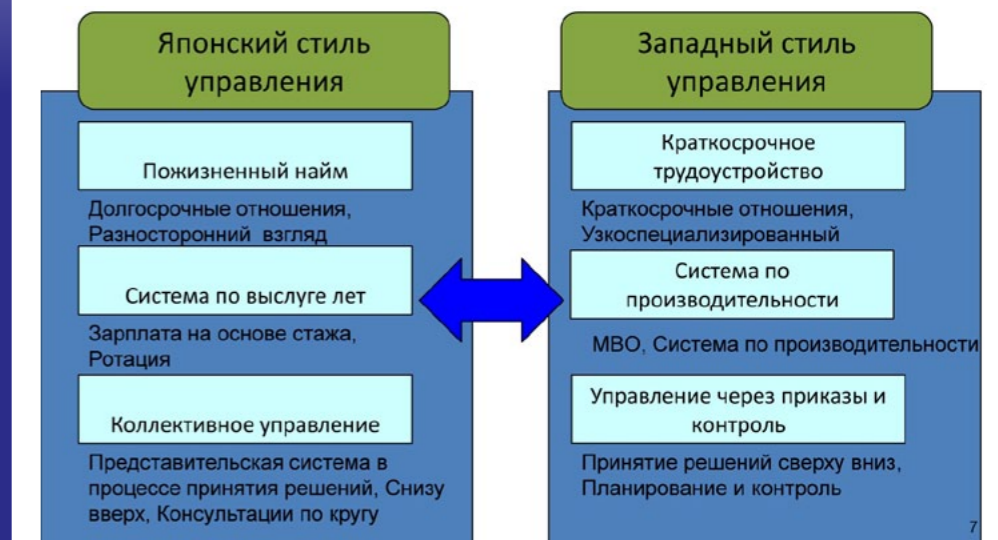 Японский стиль
управления
Пожизненный найм
Долгосрочные отношения,
Разносторонний взгляд
Система по выслуге лет
Зарплата на основе стажа,
Ротация
Коллективное управление
Представительская система в
процессе принятия решений, Снизу
вверх, Консультации по кругу
Западный стиль
управления
Краткосрочное
трудоустройство
Краткосрочные отношения,
Узкоспециализированный
Система по
производительности
МВО, Система по производительности
Управление через приказы и
контроль
Принятие решений сверху вниз,
Планирование и контроль
7